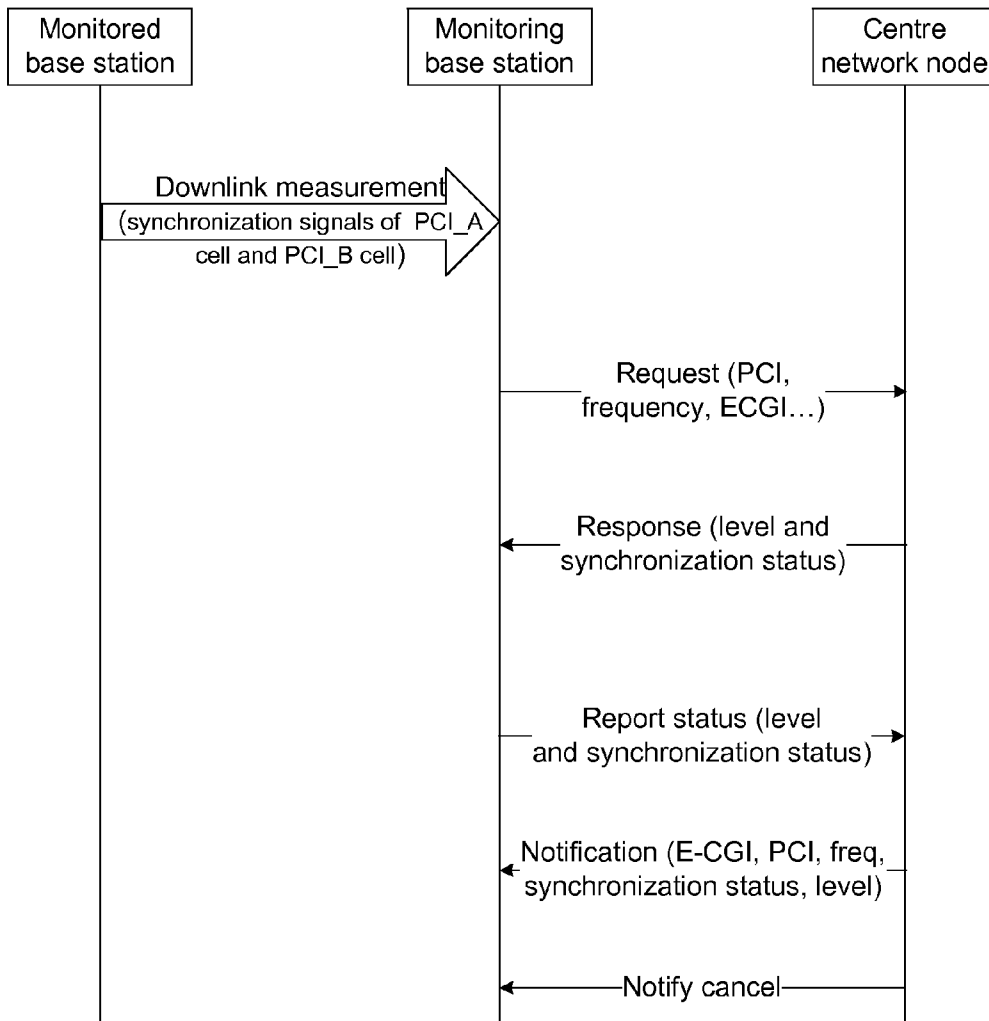 Monitored
base station
Monitoring
base station
Centre
network node
Downlink measurement
(synchronization signals of PCI_A
cell and PCI_B cell)
Request (PCI,
frequency, ECGI…)
Response (level and
synchronization status)
Report status (level
and synchronization status)
Notification (E-CGI, PCI, freq,
synchronization status, level)
Notify cancel